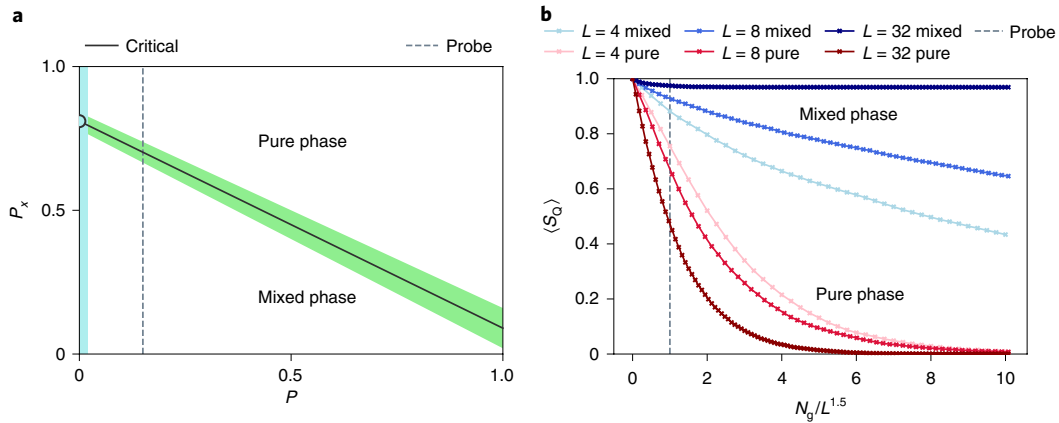 a
Critical
Probe
1.0
0.5
0
P_x
Pure phase
Mixed phase
0
0.5
1.0
P
b
L = 4 mixed
L = 8 mixed
L = 32 mixed
Probe
L = 4 pure
L = 8 pure
L = 32 pure
1.0
0.8
0.6
0.4
0.2
0
⟨S_Q⟩
Mixed phase
Pure phase
0
2
4
6
8
10
N_g/L^1.5